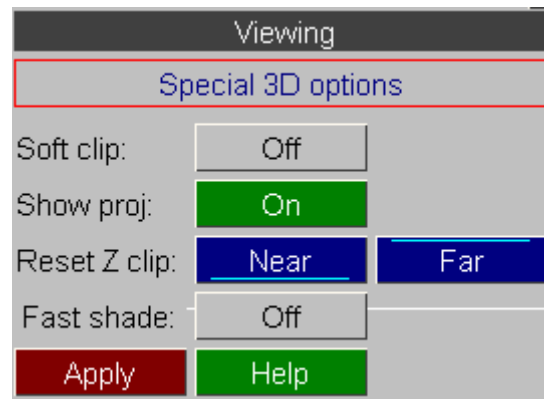 Viewing
Special 3D options
Soft clip: Off
Show proj: On
Reset Z clip: Near Far
Fast shade: Off
Apply Help